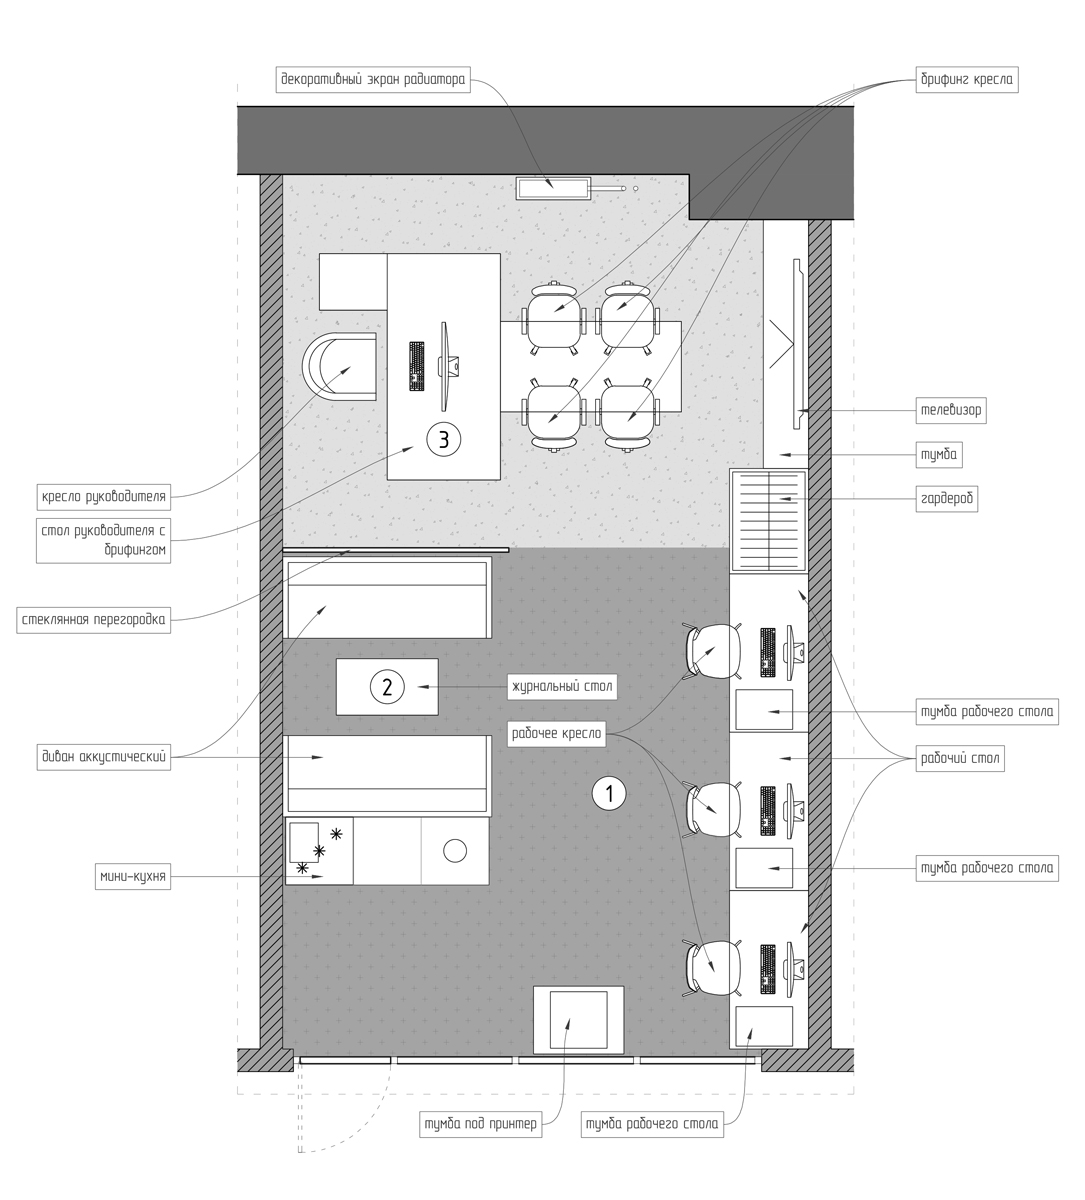 декоративный экран радиатора
брифинг кресла
телевизор
тумба
3
кресло руководителя
гардероб
стол руководителя с
брифингом
стеклянная перегородка
2
журнальный стол
тумба рабочего стола
рабочее кресло
диван аккустический
рабочий стол
1
мини-кухня
тумба рабочего стола
тумба под принтер
тумба рабочего стола